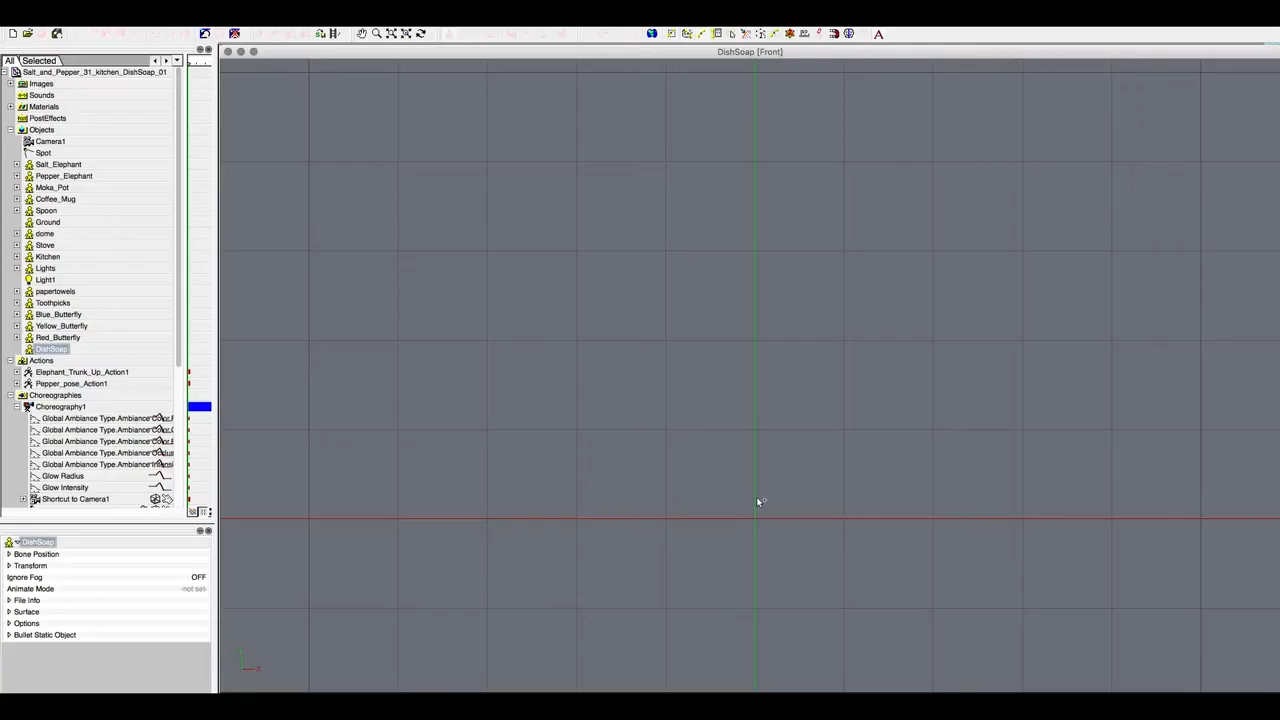 DishSoap [Front]
All
Selected
Salt_and_Pepper_31_kitchen_DishSoap_01
Images
Sounds
Materials
PostEffects
Objects
Camera1
Spot
Salt_Elephant
Pepper_Elephant
Moka_Pot
Coffee_Mug
Spoon
Ground
dome
Stove
Kitchen
Lights
Light1
papertowels
Toothpicks
Blue_Butterfly
Yellow_Butterfly
Red_Butterfly
DishSoap
Actions
Elephant_Trunk_Up_Action1
Pepper_pose_Action1
Choreographies
Choreography1
Global Ambiance Type.Ambiance
Global Ambiance Type.Ambiance
Global Ambiance Type.Ambiance
Global Ambiance Type.Ambiance
Global Ambiance Type.Ambiance
Glow Radius
Glow Intensity
Shortcut to Camera1
DishSoap
Bone Position
Transform
Ignore Fog OFF
Animate Mode -not set-
File Info
Surface
Options
Bullet Static Object
X